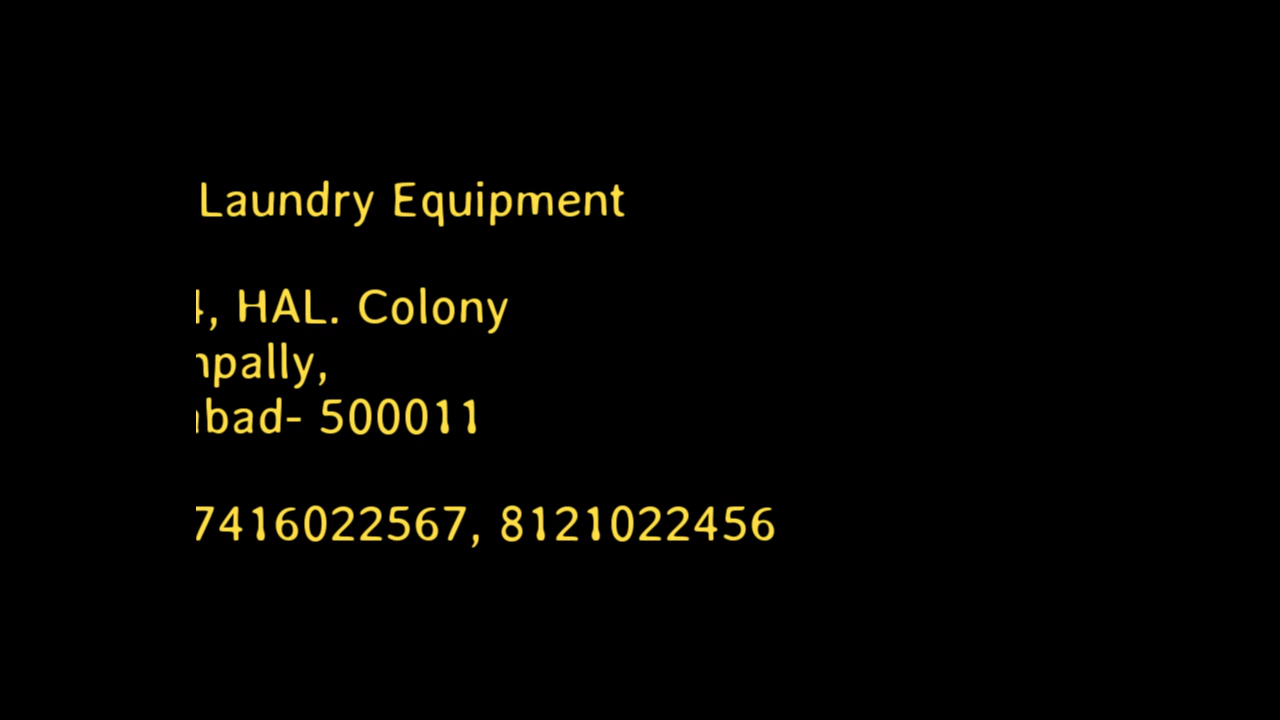 Laundry Equipment
, HAL. Colony
pally,
bad- 500011
7416022567, 8121022456